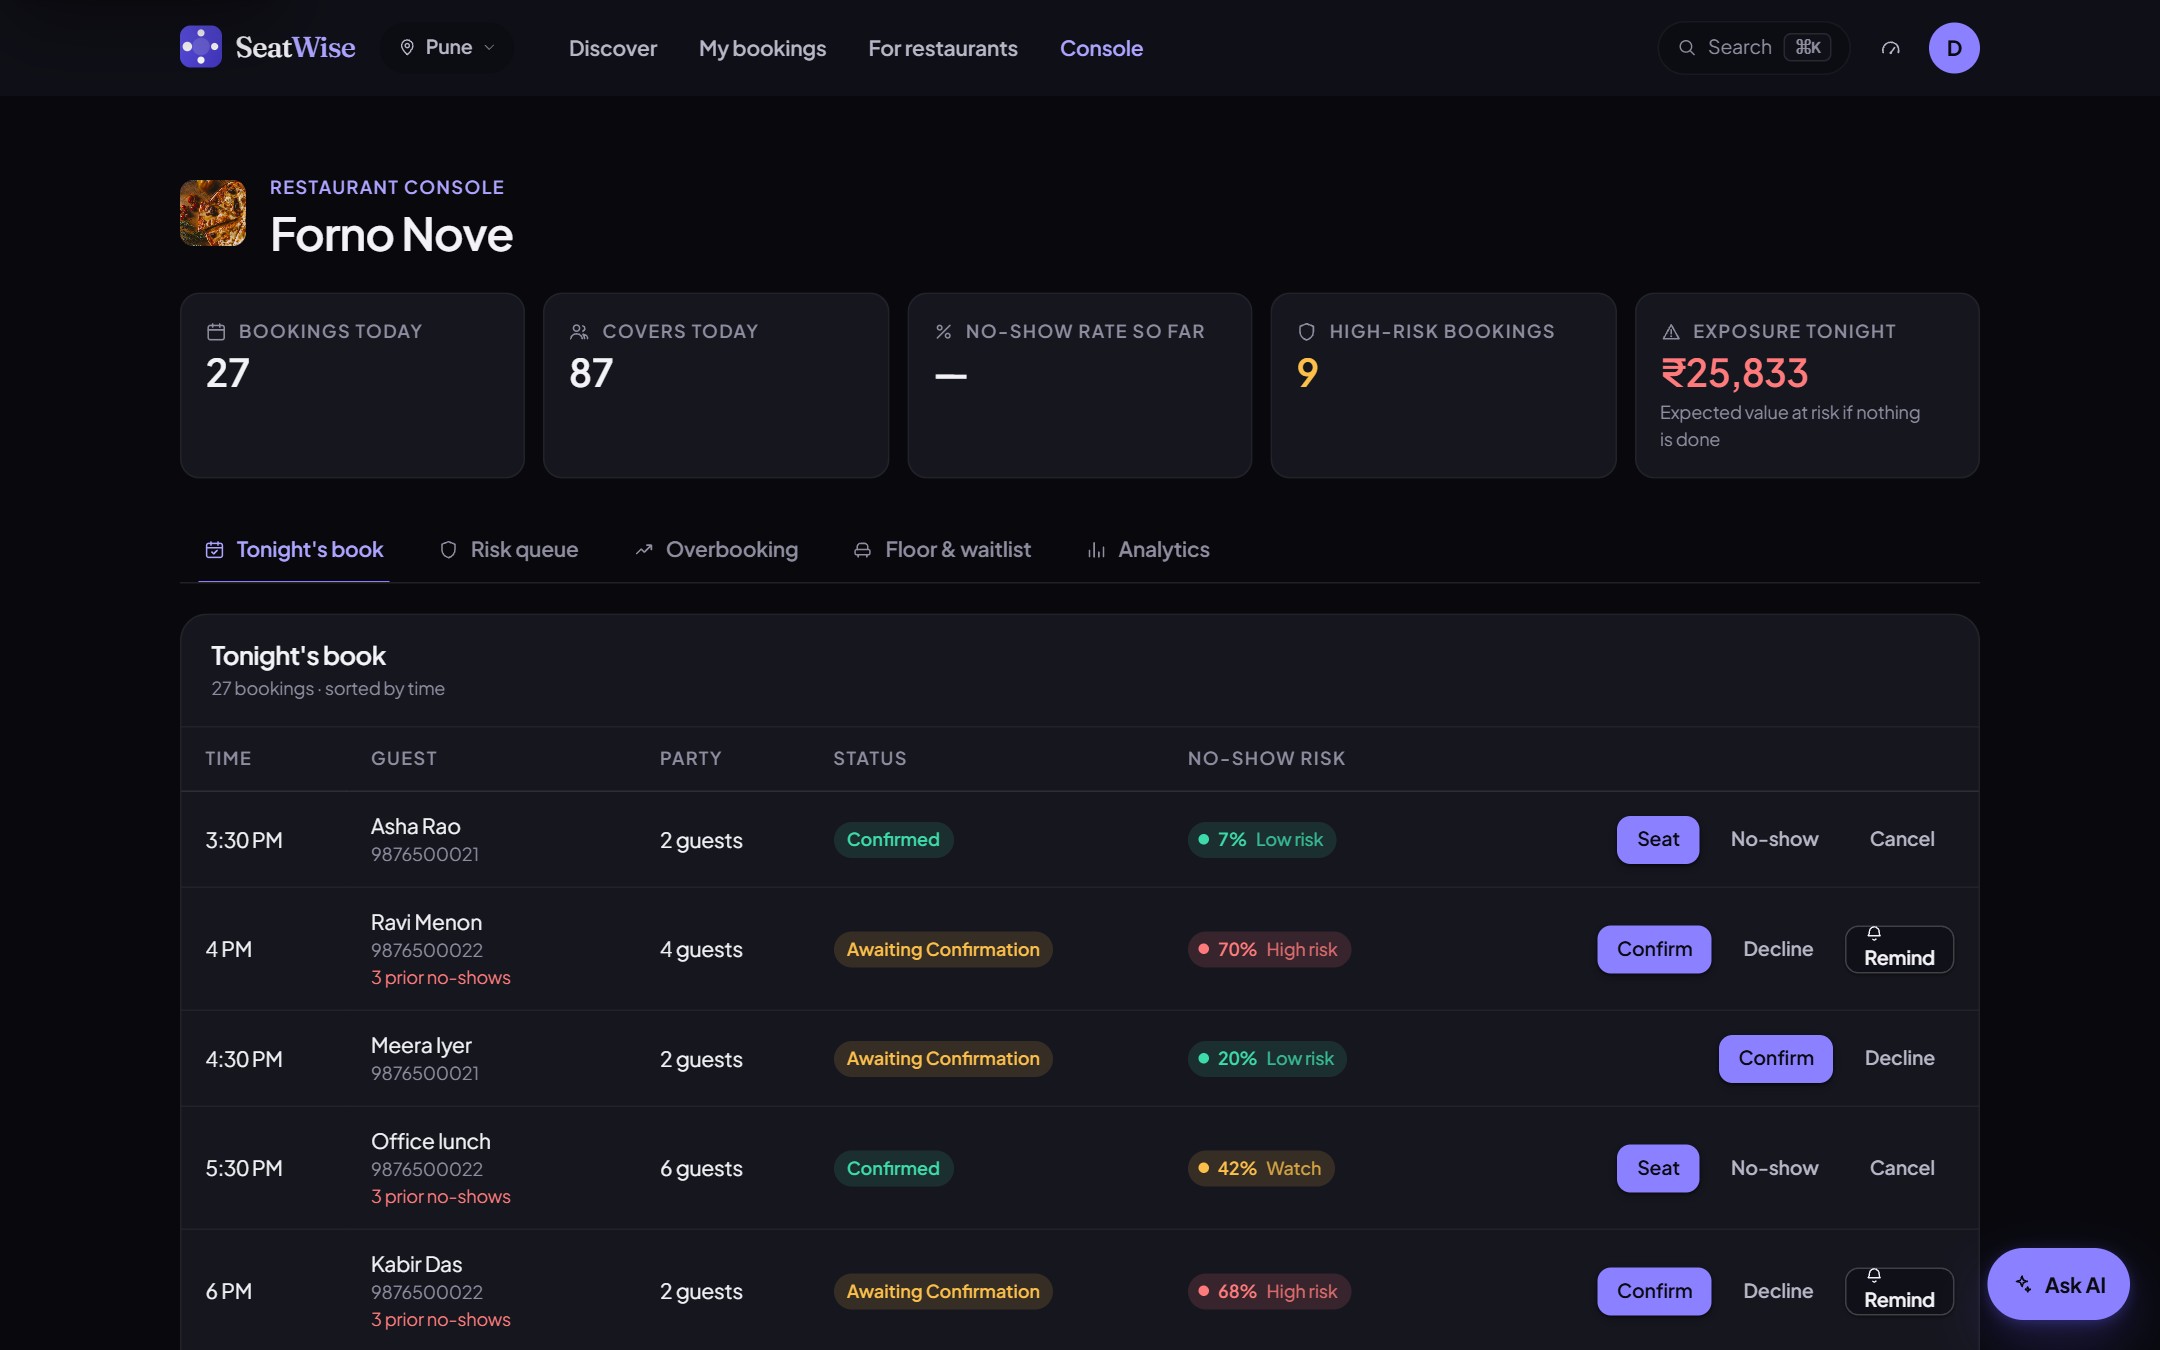 SeatWise
Pune
Discover
My bookings
For restaurants
Console
Search ⌘K
D
RESTAURANT CONSOLE
Forno Nove
BOOKINGS TODAY
27
COVERS TODAY
87
NO-SHOW RATE SO FAR
—
HIGH-RISK BOOKINGS
9
EXPOSURE TONIGHT
₹25,833
Expected value at risk if nothing
is done
Tonight's book
Risk queue
Overbooking
Floor & waitlist
Analytics
Tonight's book
27 bookings · sorted by time
TIME GUEST PARTY STATUS NO-SHOW RISK
3:30 PM Asha Rao 2 guests Confirmed 7% Low risk Seat No-show Cancel
9876500021
4 PM Ravi Menon 4 guests Awaiting Confirmation 70% High risk Confirm Decline Remind
9876500022
3 prior no-shows
4:30 PM Meera Iyer 2 guests Awaiting Confirmation 20% Low risk Confirm Decline
9876500021
5:30 PM Office lunch 6 guests Confirmed 42% Watch Seat No-show Cancel
9876500022
3 prior no-shows
6 PM Kabir Das 2 guests Awaiting Confirmation 68% High risk Confirm Decline Remind
9876500022
3 prior no-shows
Ask AI